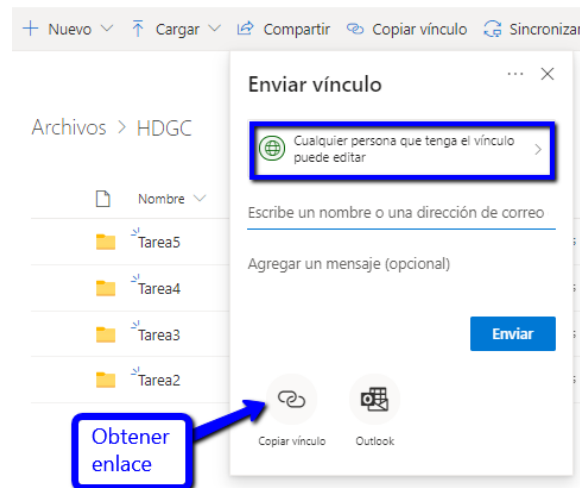 Nuevo Cargar Compartir Copiar vínculo Sincronizar
Enviar vínculo
Archivos > HDGC
Cualquier persona que tenga el vínculo
puede editar
Nombre
Escribe un nombre o una dirección de correo
Tarea5
Agregar un mensaje (opcional)
Tarea4
Tarea3
Enviar
Tarea2
Obtener
enlace
Copiar vínculo Outlook